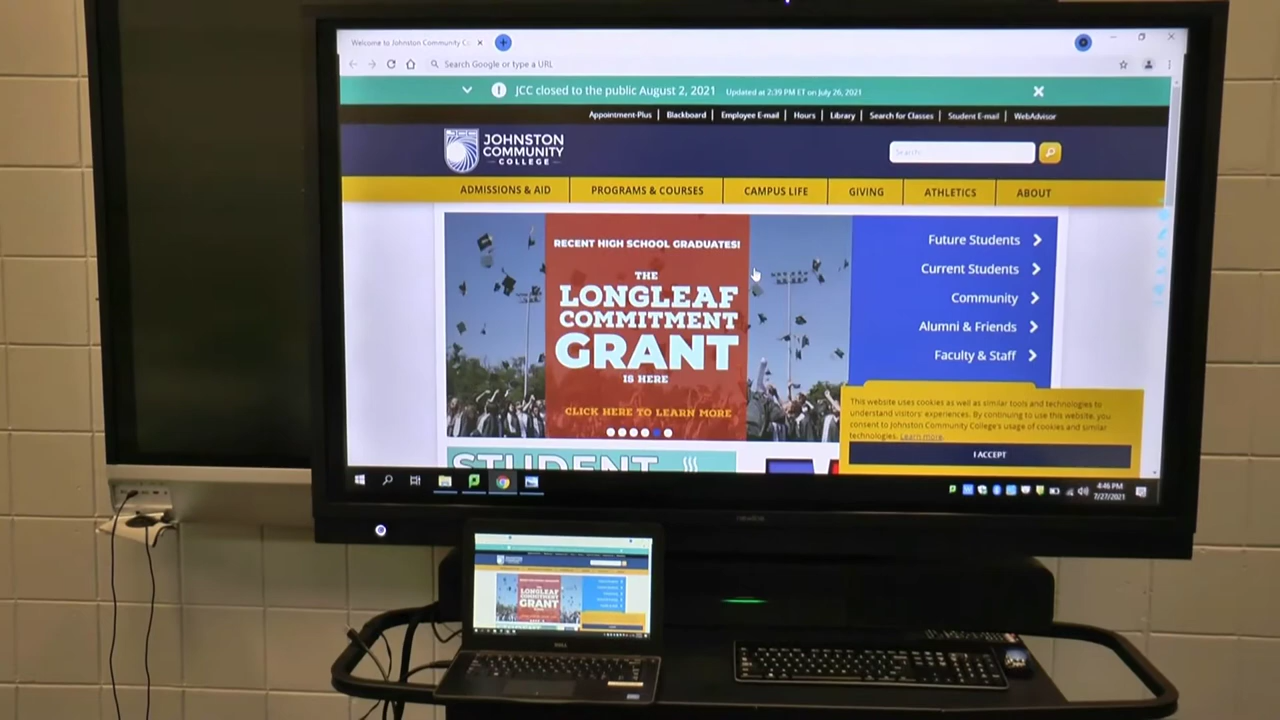 Welcome to Johnston Community Co
Search Google or type a URL
JCC closed to the public August 2, 2021 Updated at 2:39 PM ET on July 26, 2021
Appointment-Plus Blackboard Employee E-mail Hours Library Search for Classes Student E-mail WebAdvisor
JOHNSTON
COMMUNITY
COLLEGE
Search
ADMISSIONS & AID PROGRAMS & COURSES CAMPUS LIFE GIVING ATHLETICS ABOUT
RECENT HIGH SCHOOL GRADUATES!
THE
LONGLEAF
COMMITMENT
GRANT
IS HERE
CLICK HERE TO LEARN MORE
Future Students
Current Students
Community
Alumni & Friends
Faculty & Staff
This website uses cookies as well as similar tools and technologies to
understand visitors' experiences. By continuing to use this website, you
consent to Johnston Community College's usage of cookies and similar
technologies. Learn more.
I ACCEPT
STUDENT
4:46 PM
7/27/2021
LONGLEAF
COMMITMENT
GRANT
DELL